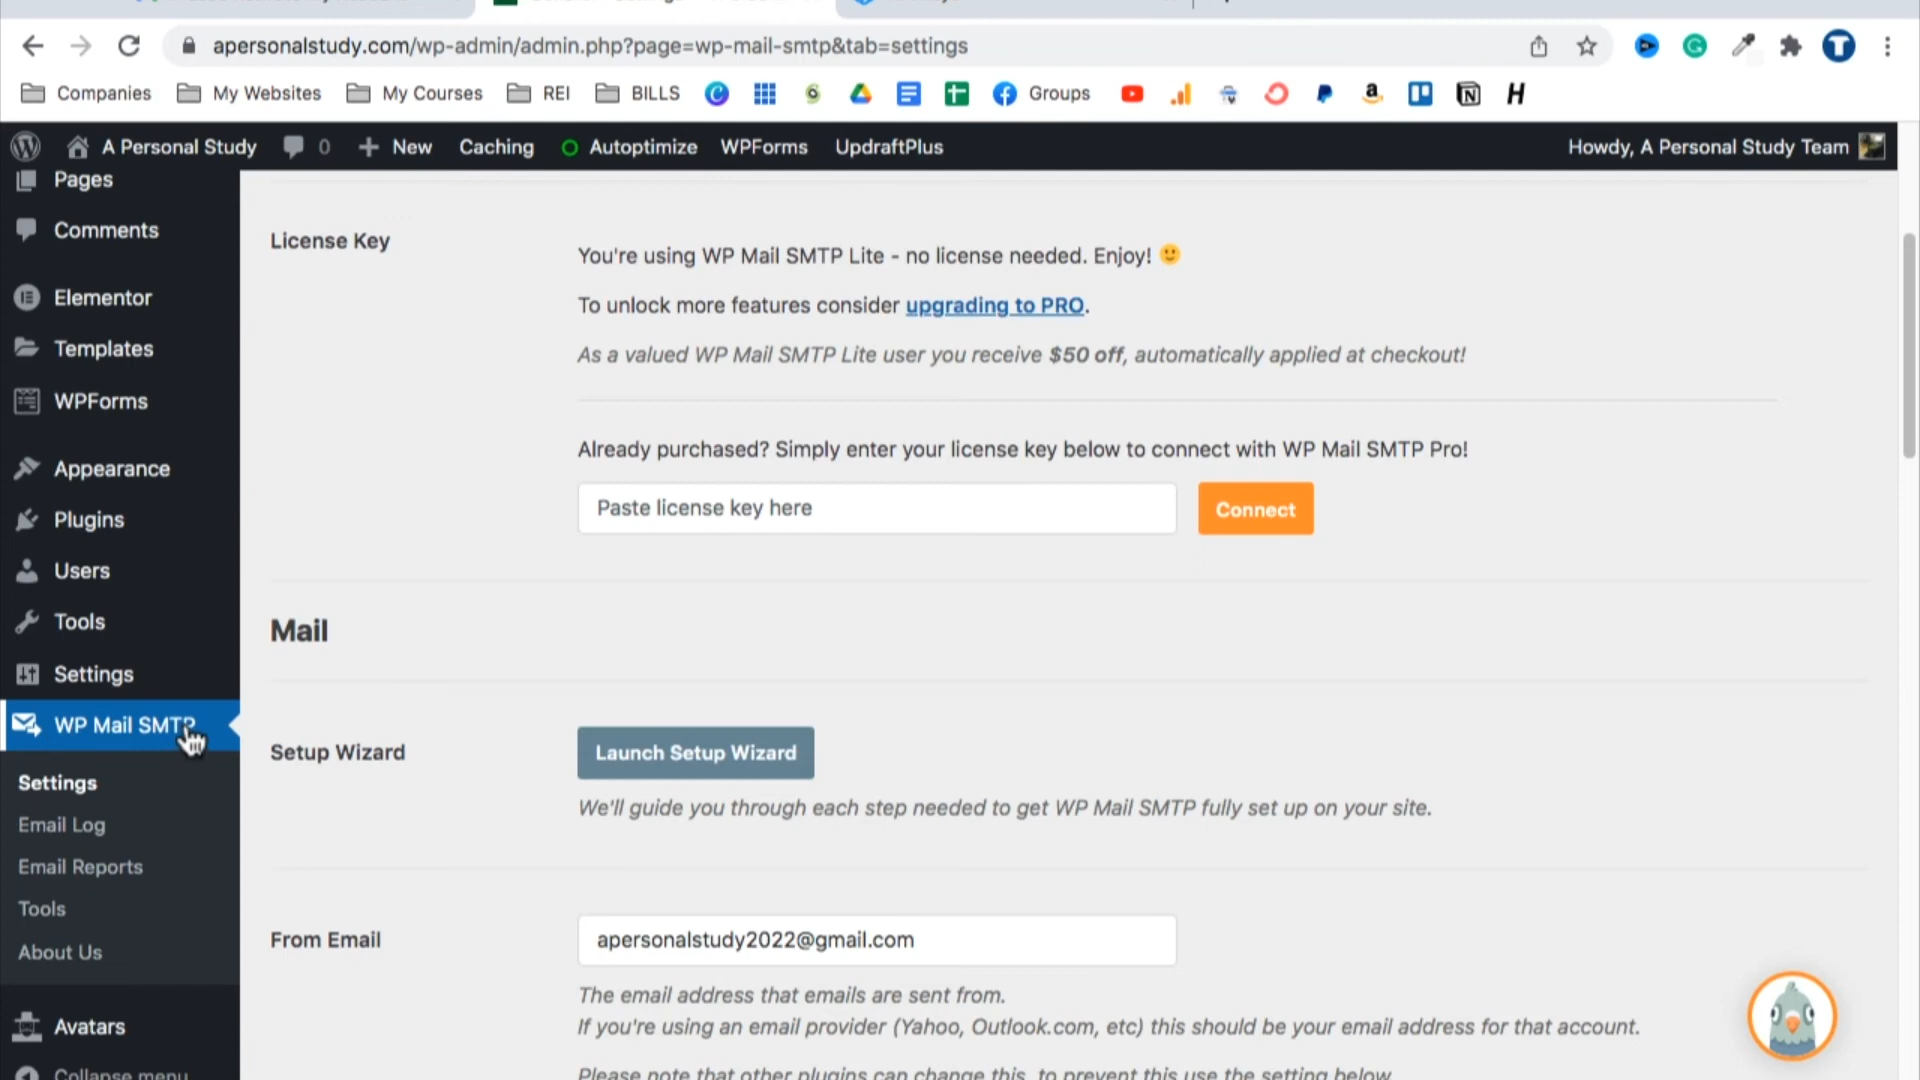 apersonalstudy.com/wp-admin/admin.php?page=wp-mail-smtp&tab=settings
Companies My Websites My Courses REI BILLS Groups
A Personal Study 0 New Caching Autoptimize WPForms UpdraftPlus Howdy, A Personal Study Team
Pages
Comments
Elementor
Templates
WPForms
Appearance
Plugins
Users
Tools
Settings
WP Mail SMTP
Settings
Email Log
Email Reports
Tools
About Us
Avatars
Collapse menu
License Key
You're using WP Mail SMTP Lite - no license needed. Enjoy! 🙂
To unlock more features consider upgrading to PRO.
As a valued WP Mail SMTP Lite user you receive $50 off, automatically applied at checkout!
Already purchased? Simply enter your license key below to connect with WP Mail SMTP Pro!
Paste license key here
Connect
Mail
Setup Wizard
Launch Setup Wizard
We'll guide you through each step needed to get WP Mail SMTP fully set up on your site.
From Email
apersonalstudy2022@gmail.com
The email address that emails are sent from.
If you're using an email provider (Yahoo, Outlook.com, etc) this should be your email address for that account.
Please note that other plugins can change this, to prevent this use the setting below.